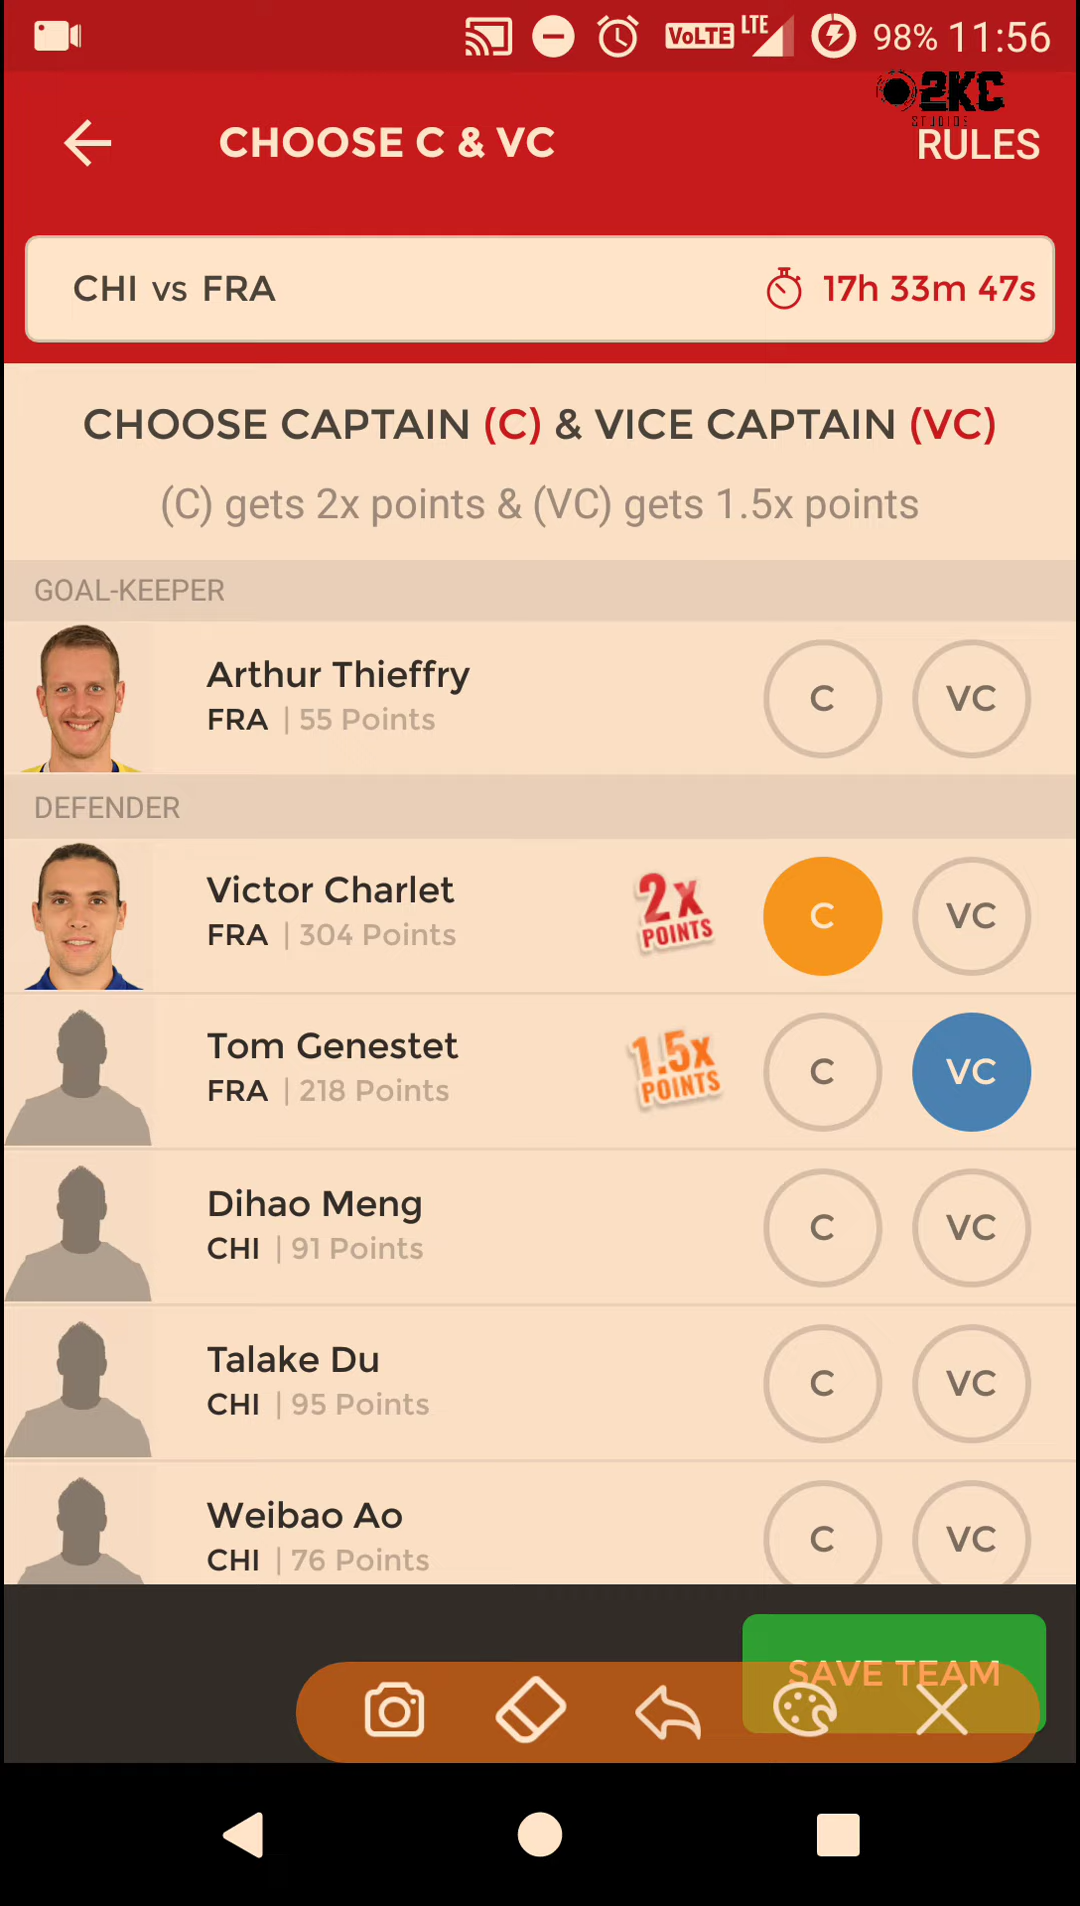 VoLTE LTE 98% 11:56
2KC
STUDIOS
CHOOSE C & VC RULES
CHI vs FRA 17h 33m 47s
CHOOSE CAPTAIN (C) & VICE CAPTAIN (VC)
(C) gets 2x points & (VC) gets 1.5x points
GOAL-KEEPER
Arthur Thieffry
FRA | 55 Points
C VC
DEFENDER
Victor Charlet
FRA | 304 Points
2x
POINTS
C VC
Tom Genestet
FRA | 218 Points
1.5x
POINTS
C VC
Dihao Meng
CHI | 91 Points
C VC
Talake Du
CHI | 95 Points
C VC
Weibao Ao
CHI | 76 Points
C VC
SAVE TEAM